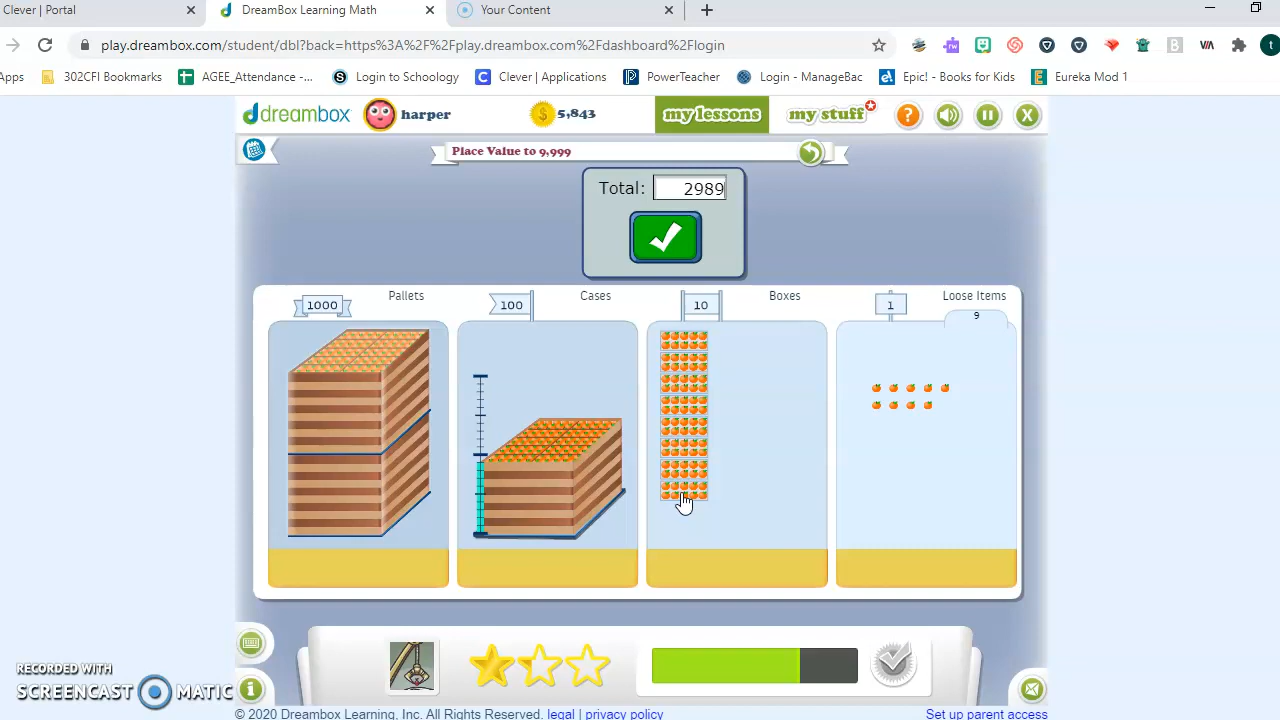 Clever | Portal
DreamBox Learning Math
Your Content
play.dreambox.com/student/dbl?back=https%3A%2F%2Fplay.dreambox.com%2Fdashboard%2Flogin
Apps
302CFI Bookmarks
AGEE_Attendance -...
Login to Schoology
Clever | Applications
PowerTeacher
Login - ManageBac
Epic! - Books for Kids
Eureka Mod 1
dreambox
harper
5,843
my lessons
my stuff
Place Value to 9,999
Total: 2989
1000 Pallets
100 Cases
10 Boxes
1 Loose Items
9
RECORDED WITH
SCREENCAST MATIC
© 2020 DreamBox Learning, Inc. All Rights Reserved. legal | privacy policy
Set up parent access